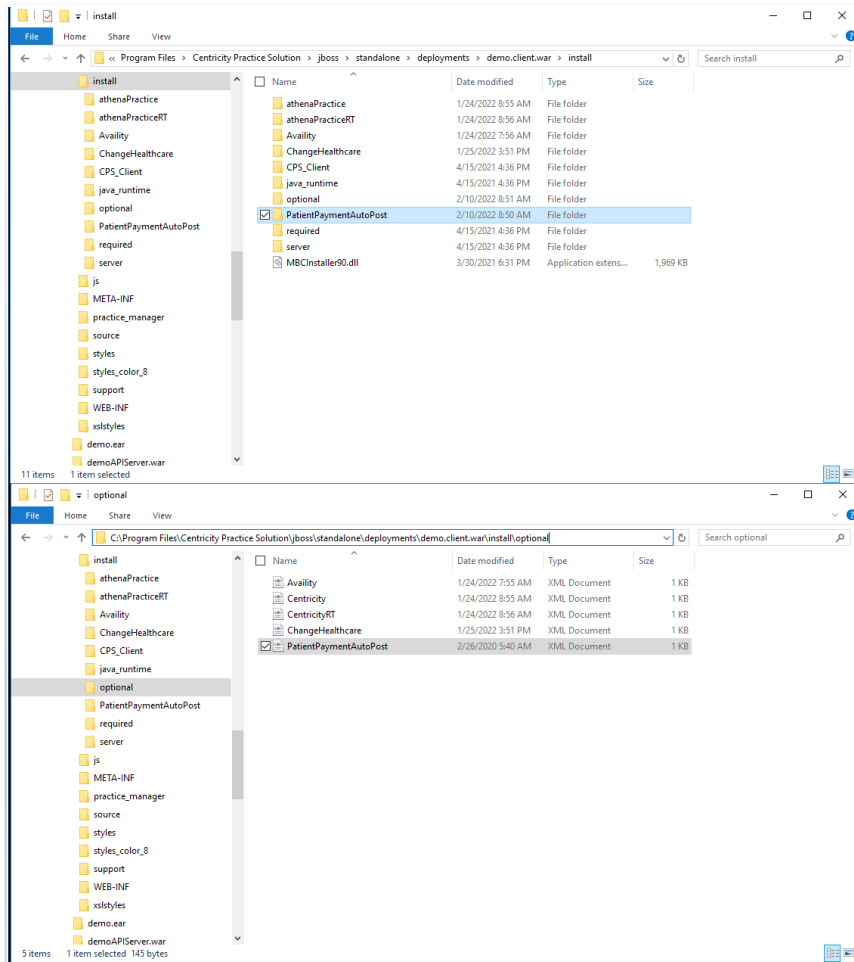 install
File Home Share View
« Program Files › Centricity Practice Solution › jboss › standalone › deployments › demo.client.war › install Search install
install
athenaPractice
athenaPracticeRT
Availity
ChangeHealthcare
CPS_Client
java_runtime
optional
PatientPaymentAutoPost
required
server
js
META-INF
practice_manager
source
styles
styles_color_8
support
WEB-INF
xslstyles
demo.ear
demoAPIServer.war
Name Date modified Type Size
athenaPractice 1/24/2022 8:55 AM File folder
athenaPracticeRT 1/24/2022 8:56 AM File folder
Availity 1/24/2022 7:56 AM File folder
ChangeHealthcare 1/25/2022 3:51 PM File folder
CPS_Client 4/15/2021 4:36 PM File folder
java_runtime 4/15/2021 4:36 PM File folder
optional 2/10/2022 8:51 AM File folder
PatientPaymentAutoPost 2/10/2022 8:50 AM File folder
required 4/15/2021 4:36 PM File folder
server 4/15/2021 4:36 PM File folder
MBCInstaller90.dll 3/30/2021 6:31 PM Application extens... 1,969 KB
11 items 1 item selected
optional
File Home Share View
C:\Program Files\Centricity Practice Solution\jboss\standalone\deployments\demo.client.war\install\optional Search optional
install
athenaPractice
athenaPracticeRT
Availity
ChangeHealthcare
CPS_Client
java_runtime
optional
PatientPaymentAutoPost
required
server
js
META-INF
practice_manager
source
styles
styles_color_8
support
WEB-INF
xslstyles
demo.ear
demoAPIServer.war
Name Date modified Type Size
Availity 1/24/2022 7:55 AM XML Document 1 KB
Centricity 1/24/2022 8:55 AM XML Document 1 KB
CentricityRT 1/24/2022 8:56 AM XML Document 1 KB
ChangeHealthcare 1/25/2022 3:51 PM XML Document 1 KB
PatientPaymentAutoPost 2/26/2020 5:40 AM XML Document 1 KB
5 items 1 item selected 145 bytes